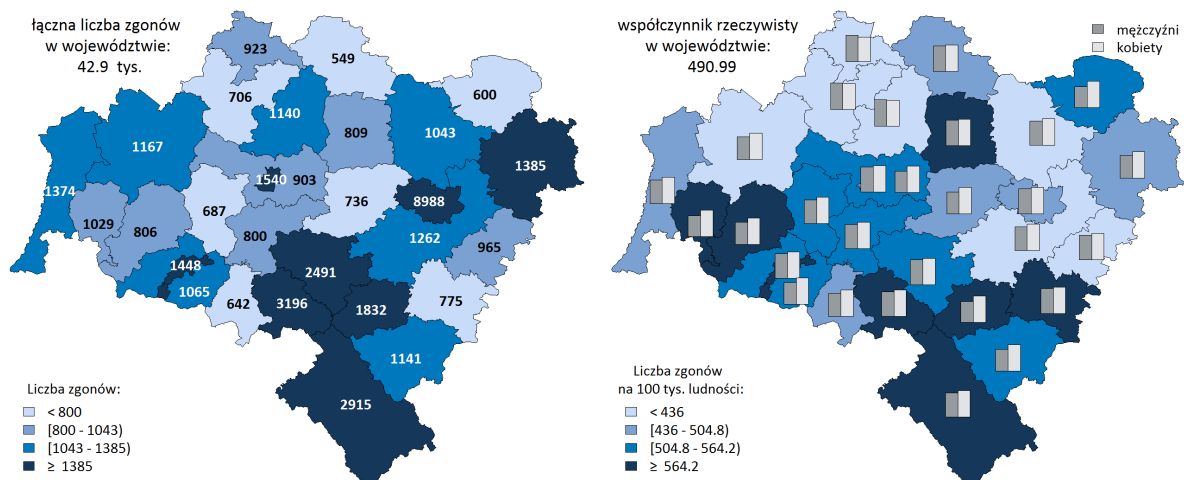 łączna liczba zgonów
w województwie:
42.9 tys.
923
549
706
1140
600
809
1043
1167
1385
1540
903
1374
687
736
8988
1029
806
800
1262
965
1448
2491
1065
642
3196
1832
775
1141
2915
Liczba zgonów:
< 800
[800 - 1043)
[1043 - 1385)
≥ 1385
współczynnik rzeczywisty
w województwie:
490.99
mężczyźni
kobiety
Liczba zgonów
na 100 tys. ludności:
< 436
[436 - 504.8)
[504.8 - 564.2)
≥ 564.2